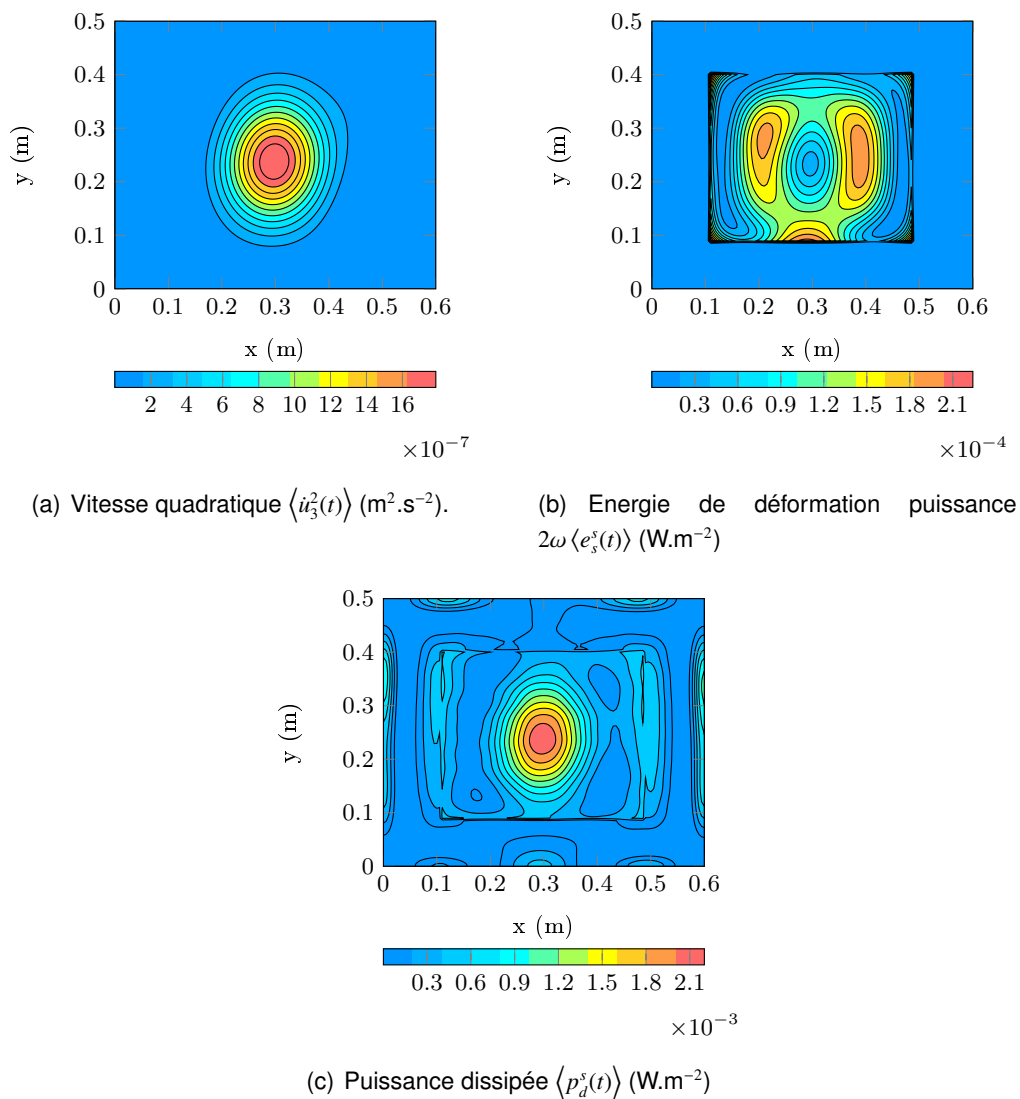 0.5 0.5
0.4 0.4
0.3 0.3
y (m) y (m)
0.2 0.2
0.1 0.1
0 0
0 0.1 0.2 0.3 0.4 0.5 0.6 0 0.1 0.2 0.3 0.4 0.5 0.6
x (m) x (m)
2 4 6 8 10 12 14 16 0.3 0.6 0.9 1.2 1.5 1.8 2.1
×10⁻⁷ ×10⁻⁴
(a) Vitesse quadratique ⟨u̇₃²(t)⟩ (m².s⁻²).
(b) Energie de déformation puissance
2ω ⟨eₛˢ(t)⟩ (W.m⁻²)
0.5
0.4
0.3
y (m)
0.2
0.1
0
0 0.1 0.2 0.3 0.4 0.5 0.6
x (m)
0.3 0.6 0.9 1.2 1.5 1.8 2.1
×10⁻³
(c) Puissance dissipée ⟨p_dˢ(t)⟩ (W.m⁻²)